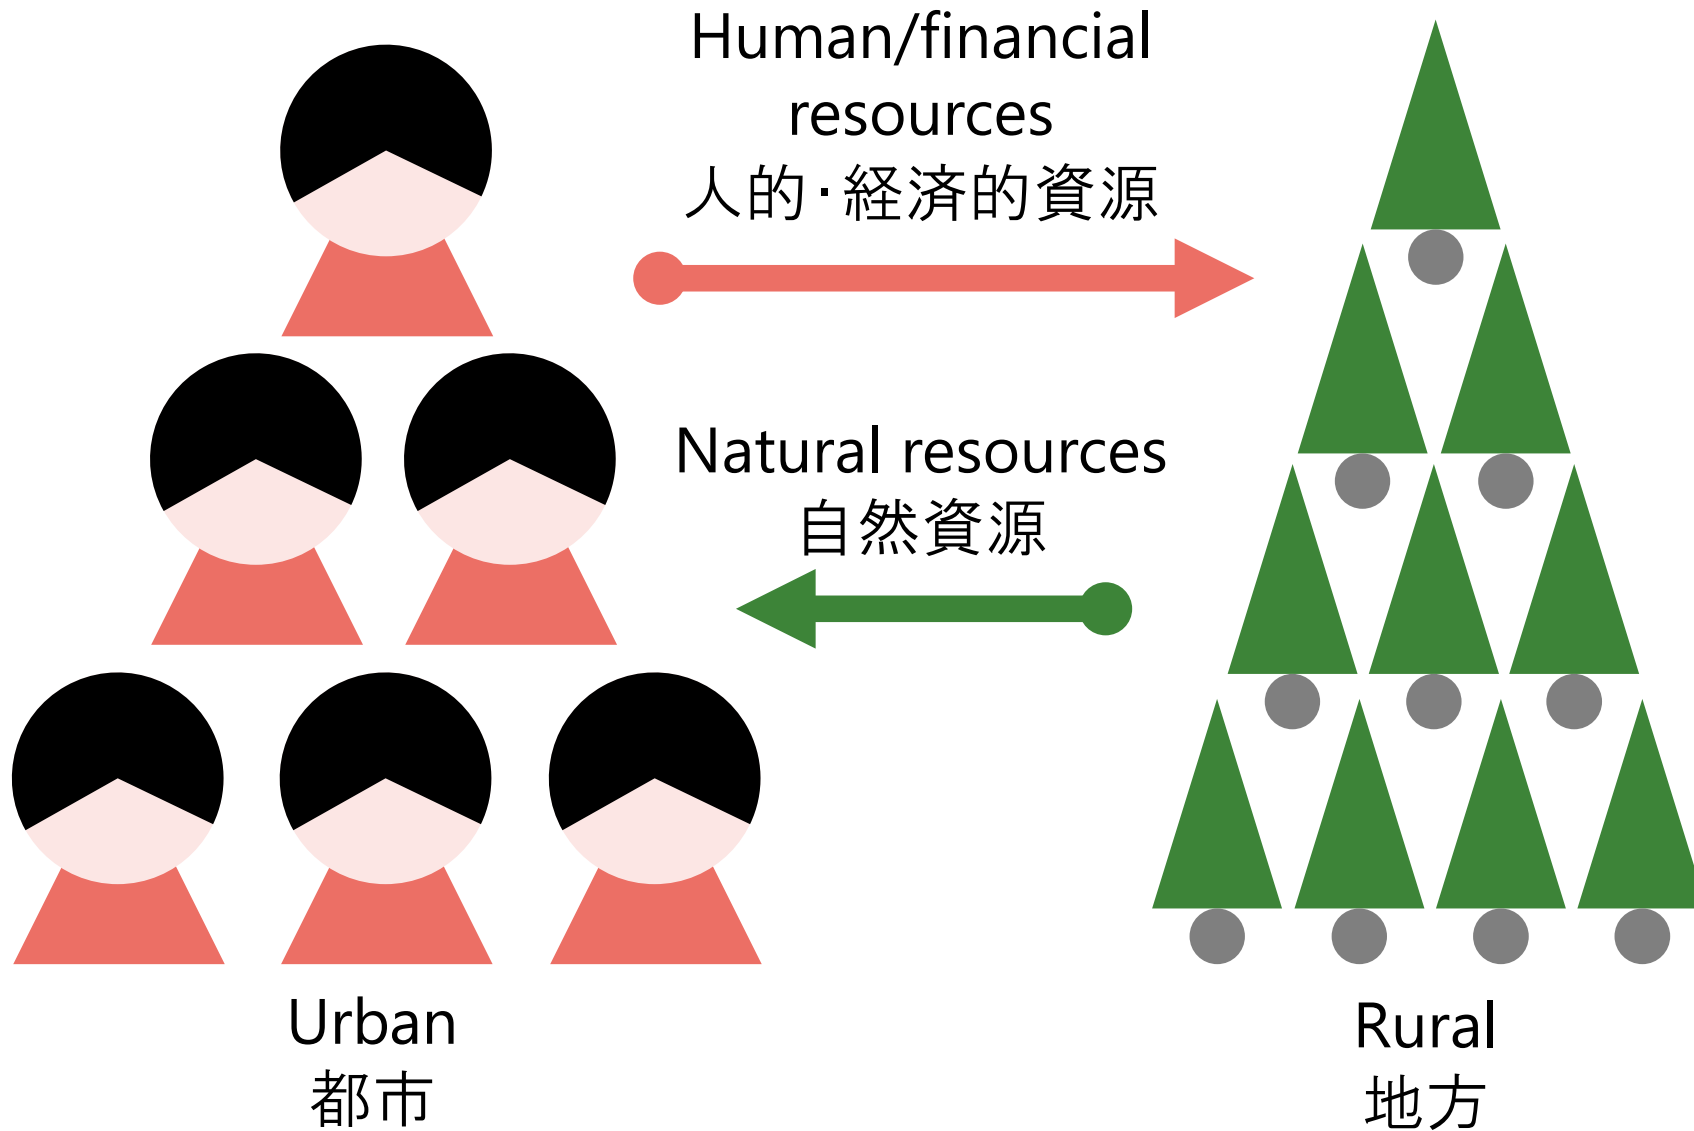 Human/financial
resources
人的・経済的資源
Natural resources
自然資源
Urban
都市
Rural
地方